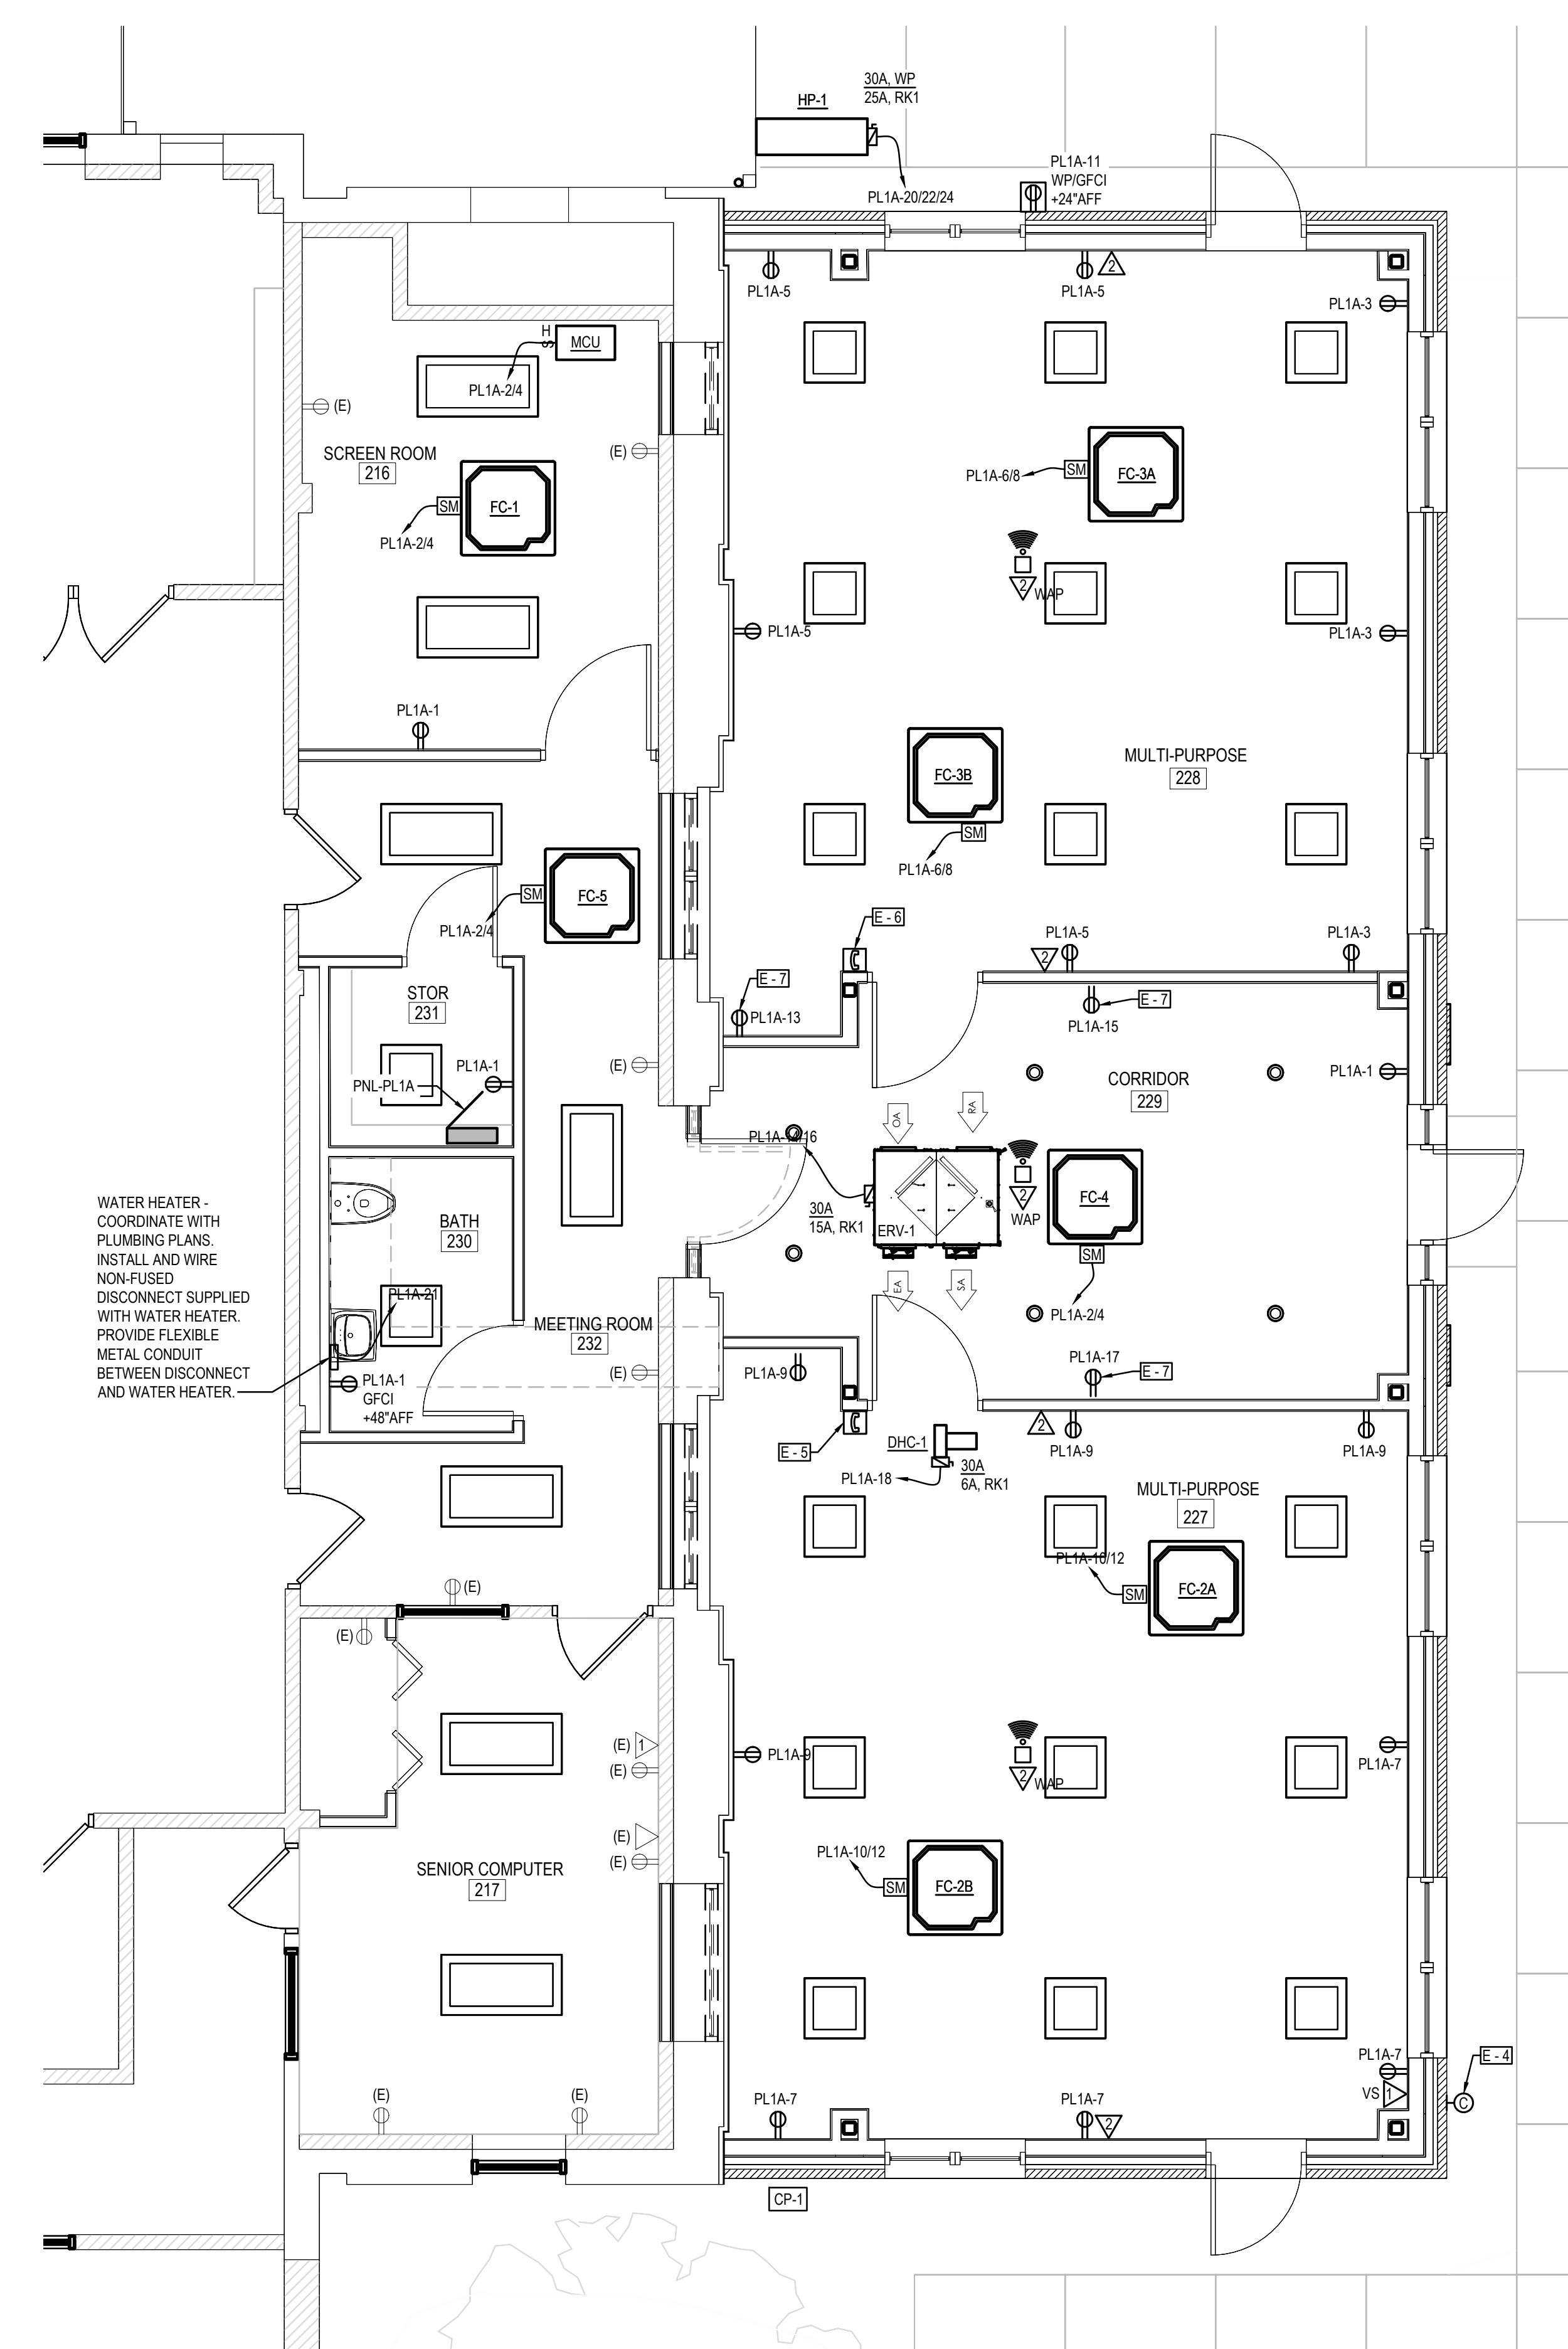 30A, WP
25A, RK1
HP-1
PL1A-20/22/24
PL1A-11
WP/GFCI
+24"AFF
PL1A-5
PL1A-5
2
PL1A-3
H
S
MCU
PL1A-2/4
(E)
(E)
SCREEN ROOM
216
SM
FC-1
PL1A-2/4
PL1A-6/8
SM
FC-3A
2
WAP
PL1A-5
PL1A-3
PL1A-1
FC-3B
SM
PL1A-6/8
MULTI-PURPOSE
228
SM
FC-5
PL1A-2/4
E - 6
PL1A-5
2
PL1A-3
E - 7
PL1A-13
STOR
231
E - 7
PL1A-15
PL1A-1
PNL-PL1A
(E)
CORRIDOR
229
PL1A-1
OA
RA
PL1A-14/16
30A
15A, RK1
ERV-1
2
WAP
FC-4
SM
EA
SA
PL1A-2/4
WATER HEATER -
COORDINATE WITH
PLUMBING PLANS.
INSTALL AND WIRE
NON-FUSED
DISCONNECT SUPPLIED
WITH WATER HEATER.
PROVIDE FLEXIBLE
METAL CONDUIT
BETWEEN DISCONNECT
AND WATER HEATER.
BATH
230
PL1A-21
MEETING ROOM
232
(E)
PL1A-1
GFCI
+48"AFF
PL1A-9
PL1A-17
E - 7
E - 5
DHC-1
30A
6A, RK1
PL1A-18
2
PL1A-9
PL1A-9
MULTI-PURPOSE
227
PL1A-10/12
SM
FC-2A
(E)
(E)
(E)
1
(E)
PL1A-9
2
WAP
PL1A-7
(E)
(E)
SENIOR COMPUTER
217
PL1A-10/12
SM
FC-2B
PL1A-7
E - 4
VS
1
C
(E)
(E)
PL1A-7
PL1A-7
2
CP-1